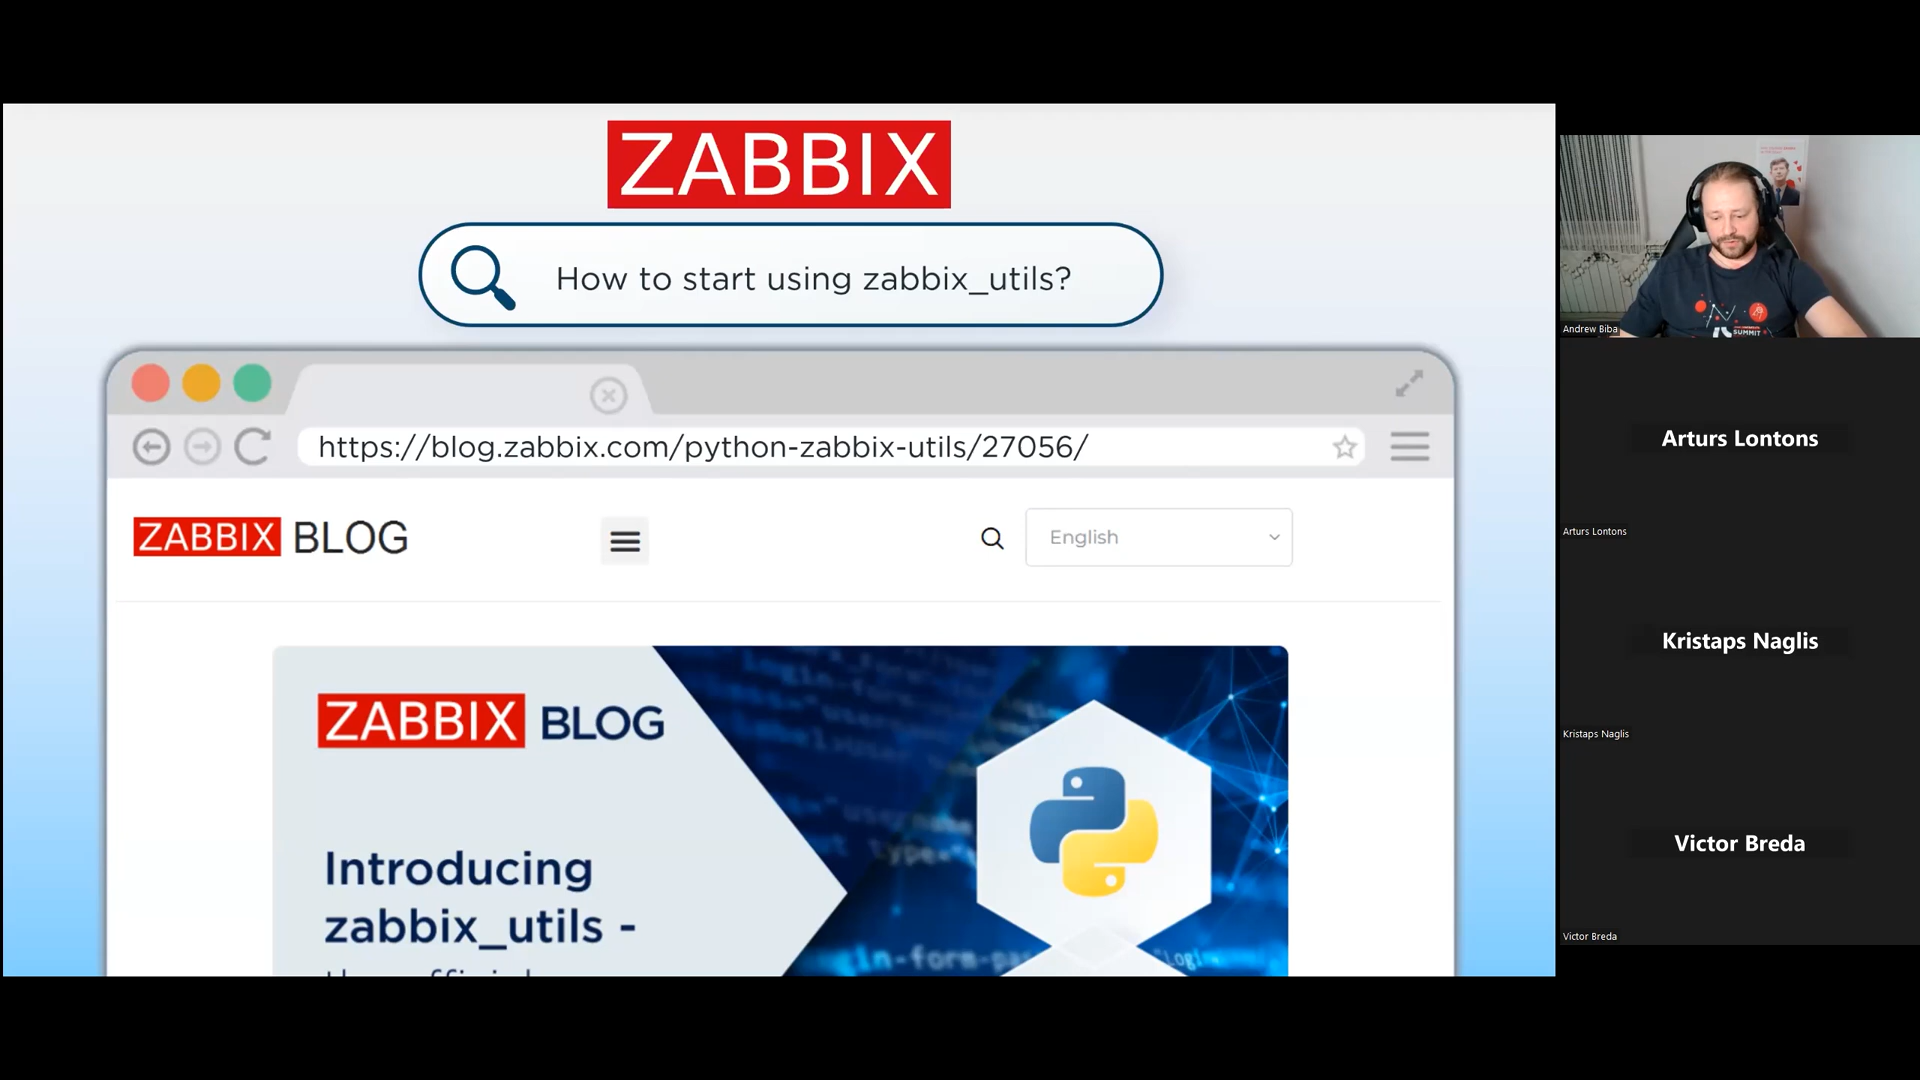 ZABBIX
How to start using zabbix_utils?
https://blog.zabbix.com/python-zabbix-utils/27056/
ZABBIX BLOG
English
ZABBIX BLOG
Introducing
zabbix_utils -
SUMMIT
Andrew Biba
Arturs Lontons
Arturs Lontons
Kristaps Naglis
Kristaps Naglis
Victor Breda
Victor Breda